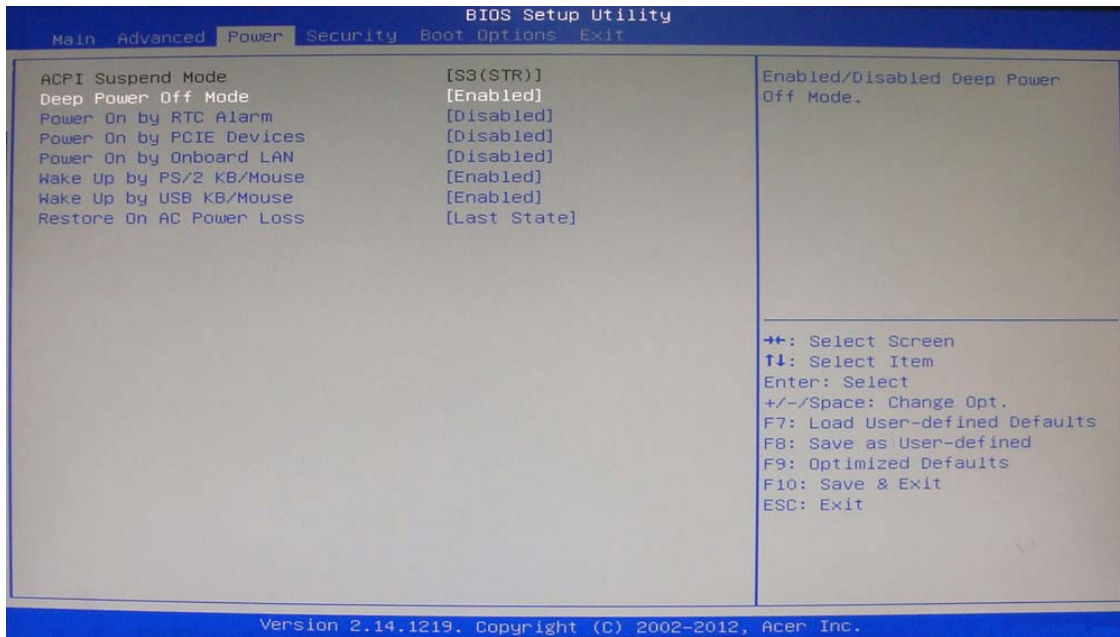 BIOS Setup Utility
Main Advanced Power Security Boot Options Exit
ACPI Suspend Mode [S3(STR)]
Deep Power Off Mode [Enabled]
Power On by RTC Alarm [Disabled]
Power On by PCIE Devices [Disabled]
Power On by Onboard LAN [Disabled]
Wake Up by PS/2 KB/Mouse [Enabled]
Wake Up by USB KB/Mouse [Enabled]
Restore On AC Power Loss [Last State]
Enabled/Disabled Deep Power
Off Mode.
→←: Select Screen
↑↓: Select Item
Enter: Select
+/-/Space: Change Opt.
F7: Load User-defined Defaults
F8: Save as User-defined
F9: Optimized Defaults
F10: Save & Exit
ESC: Exit
Version 2.14.1219. Copyright (C) 2002-2012, Acer Inc.